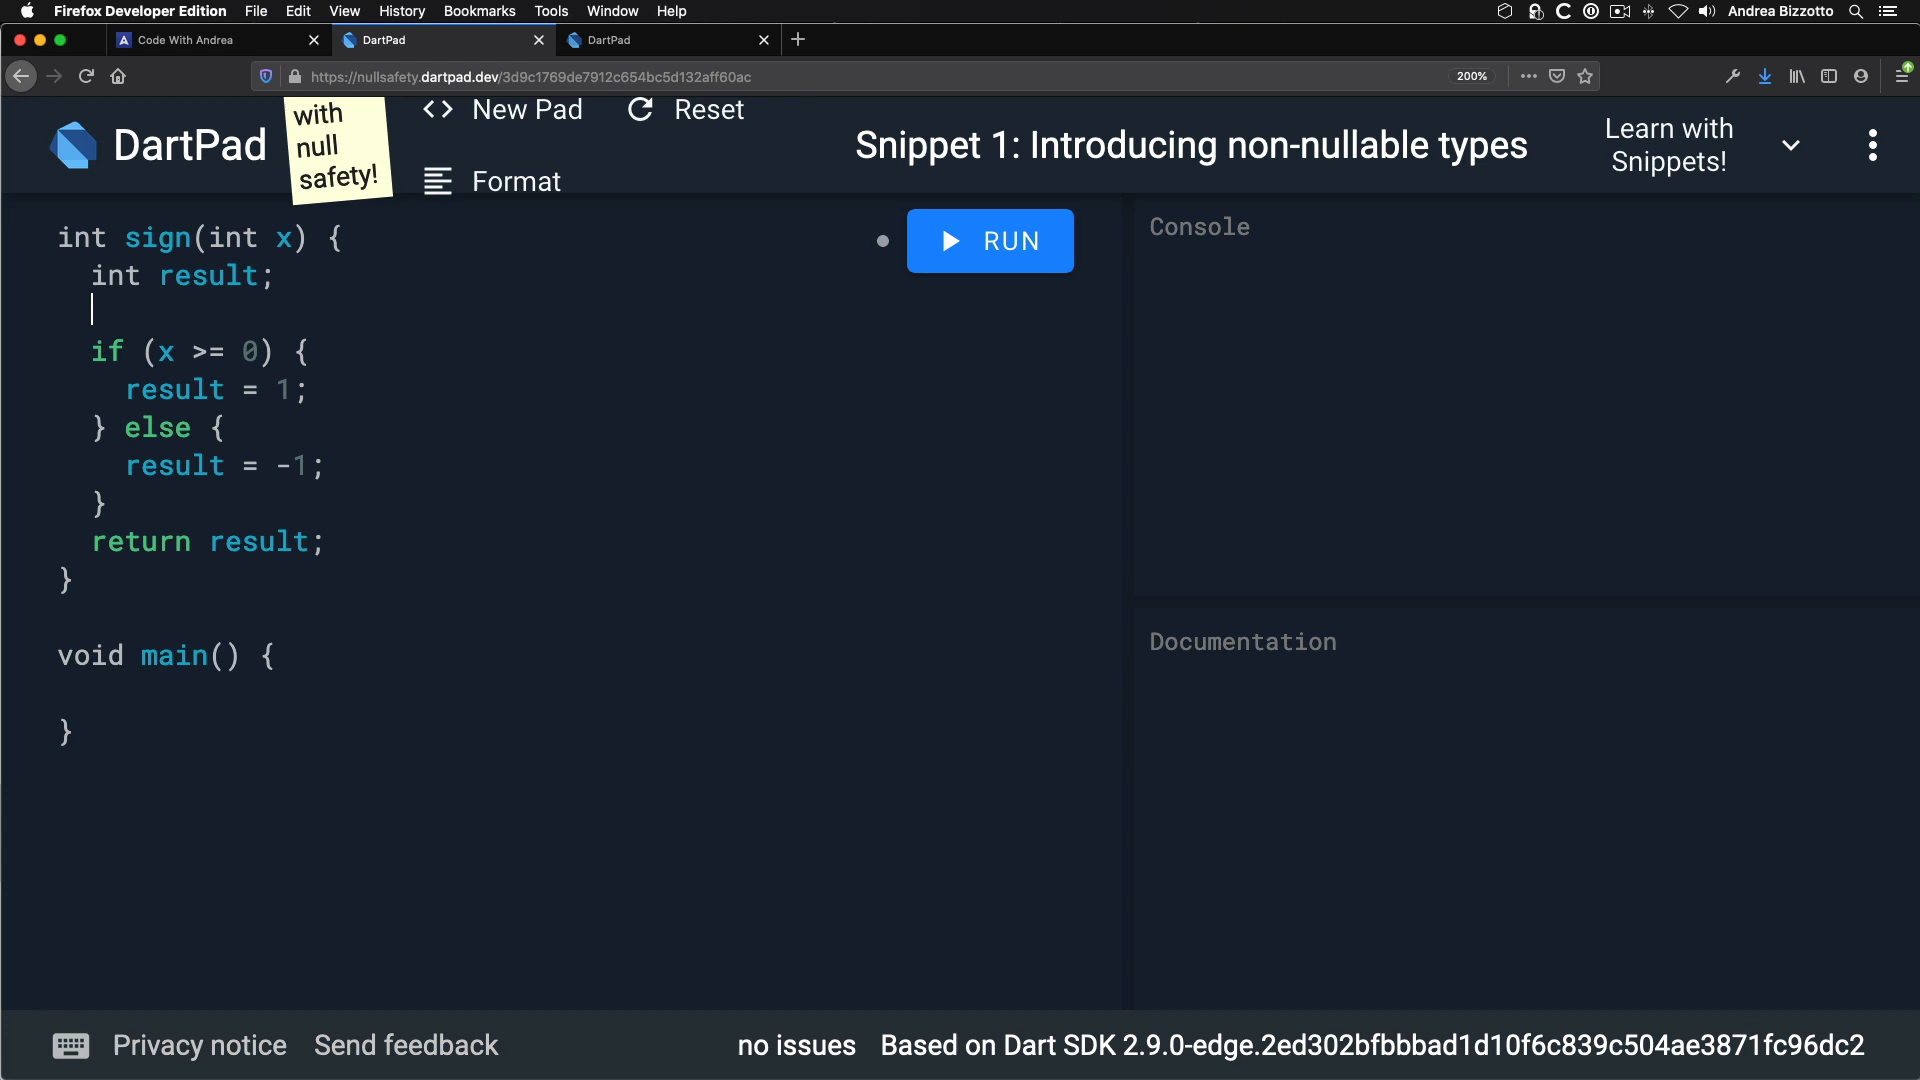 Firefox Developer Edition File Edit View History Bookmarks Tools Window Help Andrea Bizzotto
Code With Andrea DartPad DartPad
https://nullsafety.dartpad.dev/3d9c1769de7912c654bc5d132aff60ac 200%
DartPad
with
null
safety!
New Pad Reset
Format
Snippet 1: Introducing non-nullable types
Learn with
Snippets!
int sign(int x) {
int result;
if (x >= 0) {
result = 1;
} else {
result = -1;
}
return result;
}
void main() {
}
RUN
Console
Documentation
Privacy notice Send feedback no issues Based on Dart SDK 2.9.0-edge.2ed302bfbbbad1d10f6c839c504ae3871fc96dc2